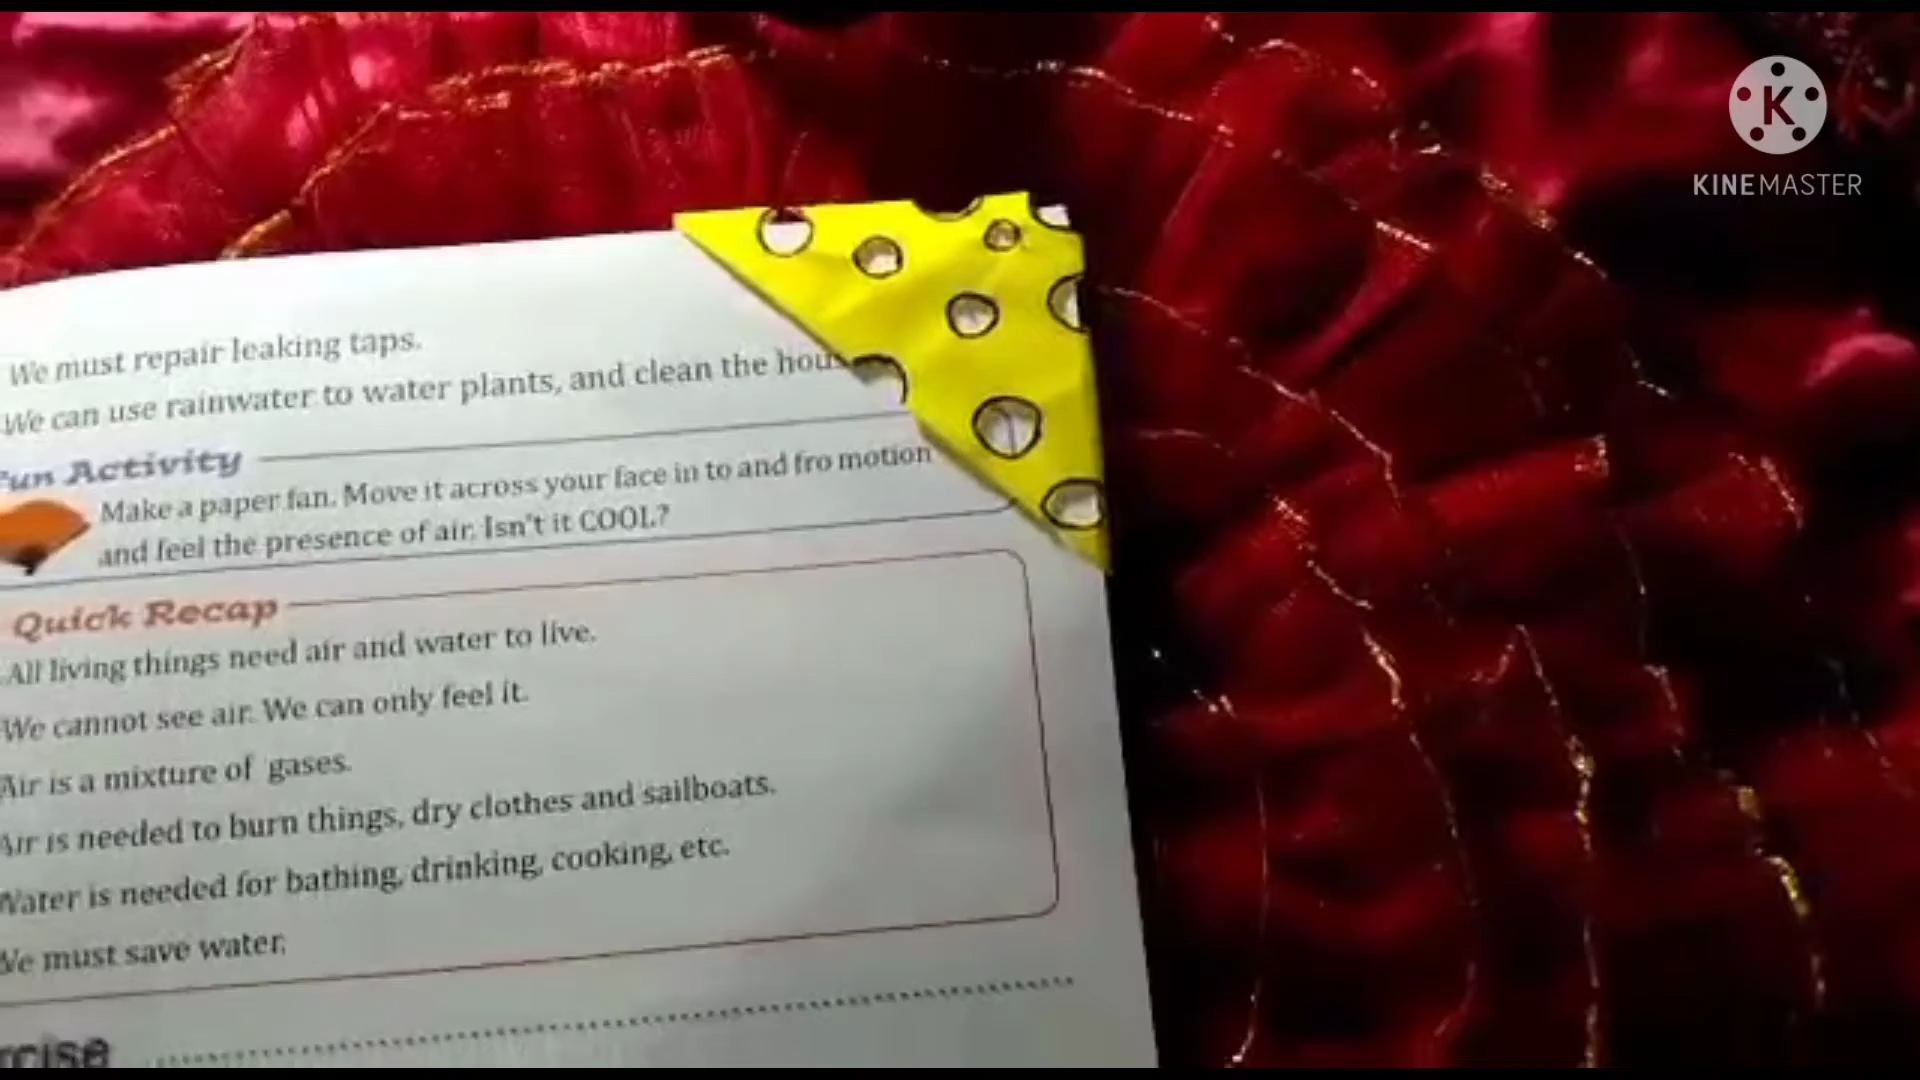 We must repair leaking taps.
We can use rainwater to water plants, and clean the hous
Fun Activity
Make a paper fan. Move it across your face in to and fro motion
and feel the presence of air. Isn't it COOL?
Quick Recap
All living things need air and water to live.
We cannot see air. We can only feel it.
Air is a mixture of gases.
Air is needed to burn things, dry clothes and sailboats.
Water is needed for bathing, drinking, cooking, etc.
We must save water.
rcise
K
KINEMASTER